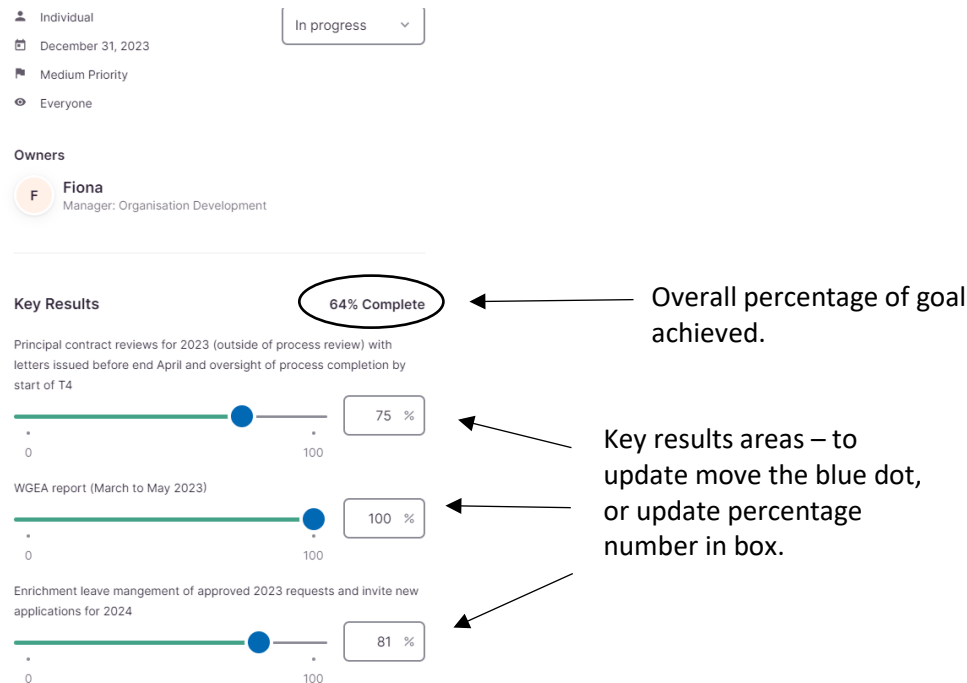 Individual
In progress
December 31, 2023
Medium Priority
Everyone
Owners
F
Fiona
Manager: Organisation Development
Key Results
64% Complete
Overall percentage of goal
achieved.
Principal contract reviews for 2023 (outside of process review) with
letters issued before end April and oversight of process completion by
start of T4
75 %
0
100
Key results areas – to
update move the blue dot,
or update percentage
number in box.
WGEA report (March to May 2023)
100 %
0
100
Enrichment leave mangement of approved 2023 requests and invite new
applications for 2024
81 %
0
100